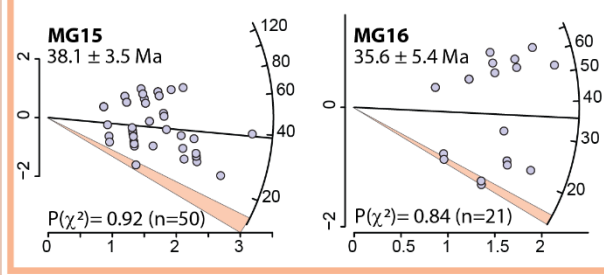 MG15
38.1 ± 3.5 Ma
120
80
60
40
20
2
0
-2
P(χ²)= 0.92 (n=50)
0 1 2 3
MG16
35.6 ± 5.4 Ma
60
50
40
30
20
0
-2
P(χ²)= 0.84 (n=21)
0 0.5 1 1.5 2